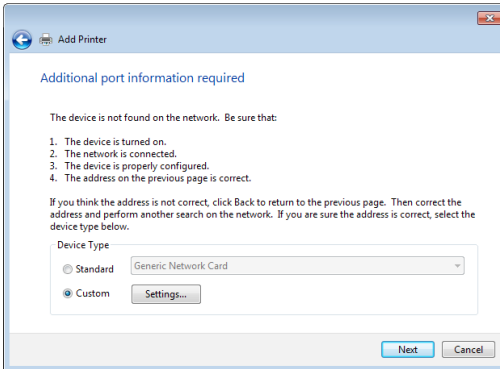 Add Printer
Additional port information required
The device is not found on the network.  Be sure that:
1.  The device is turned on.
2.  The network is connected.
3.  The device is properly configured.
4.  The address on the previous page is correct.
If you think the address is not correct, click Back to return to the previous page.  Then correct the
address and perform another search on the network.  If you are sure the address is correct, select the
device type below.
Device Type
Standard
Generic Network Card
Custom
Settings...
Next
Cancel